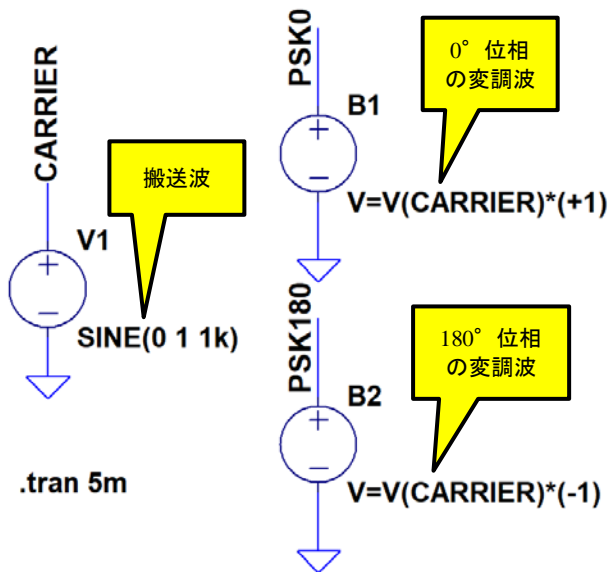 CARRIER
搬送波
V1
SINE(0 1 1k)
.tran 5m
PSK0
0° 位相
の変調波
B1
V=V(CARRIER)*(+1)
PSK180
180° 位相
の変調波
B2
V=V(CARRIER)*(-1)